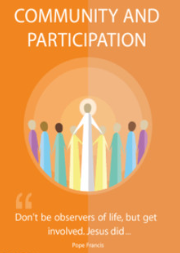 COMMUNITY AND
PARTICIPATION
“
Don't be observers of life, but get
involved. Jesus did ..
Pope Francis